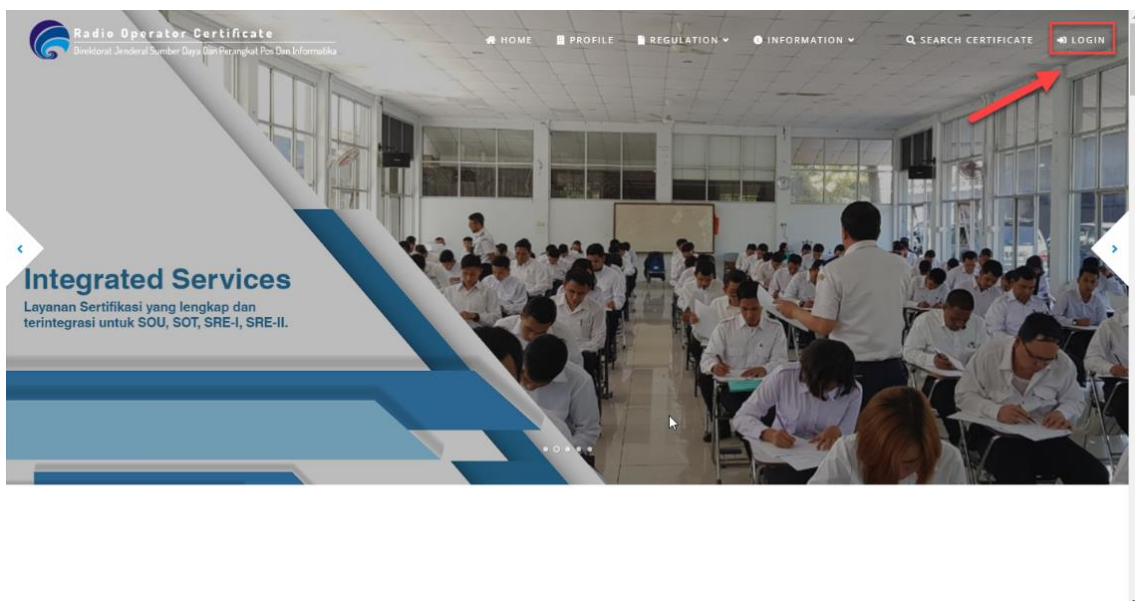 Radio Operator Certificate
Direktorat Jenderal Sumber Daya Dan Perangkat Pos Dan Informatika
HOME PROFILE REGULATION INFORMATION SEARCH CERTIFICATE LOGIN
Integrated Services
Layanan Sertifikasi yang lengkap dan
terintegrasi untuk SOU, SOT, SRE-I, SRE-II.